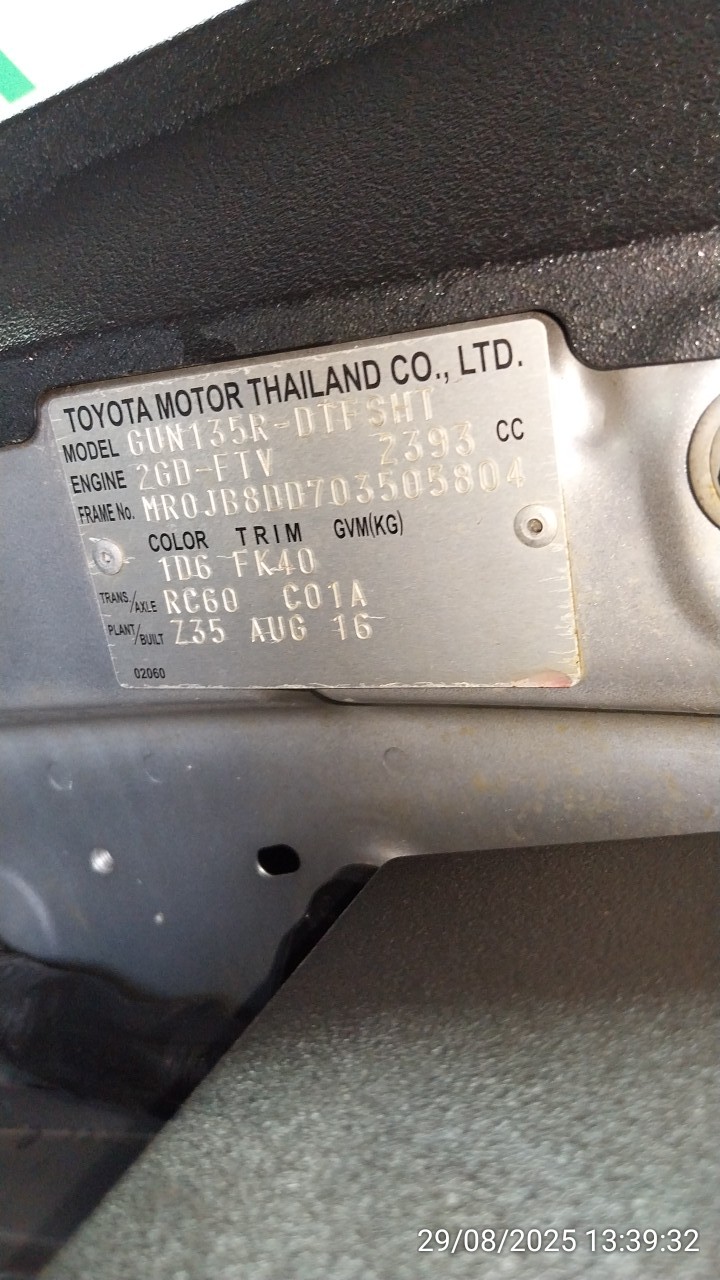 TOYOTA MOTOR THAILAND CO., LTD.
MODEL GUN135R-DTFSHT
ENGINE 2GD-FTV 2393 CC
FRAME No. MR0JB8DD703505804
COLOR TRIM GVM(KG)
1D6 FK40
TRANS./AXLE RC60 C01A
PLANT/BUILT Z35 AUG 16
02060
29/08/2025 13:39:32